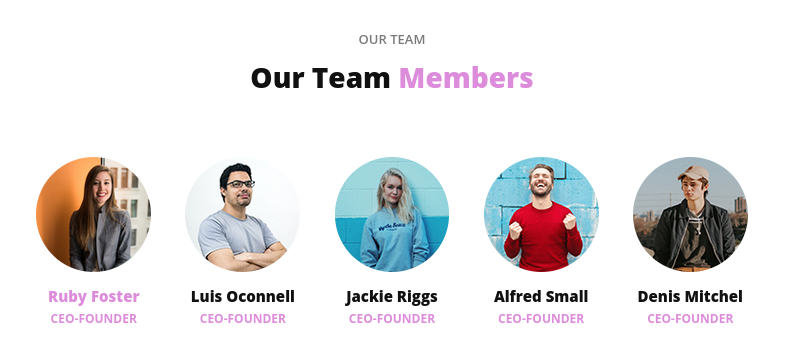 OUR TEAM
Our Team Members
Ruby Foster
CEO-FOUNDER
Luis Oconnell
CEO-FOUNDER
Jackie Riggs
CEO-FOUNDER
Alfred Small
CEO-FOUNDER
Denis Mitchel
CEO-FOUNDER